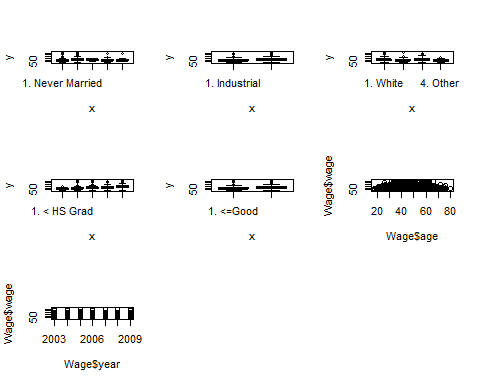 y
50
1. Never Married
x
y
50
1. Industrial
x
y
50
1. White 4. Other
x
y
50
1. < HS Grad
x
y
50
1. <=Good
x
Wage$wage
50
20 40 60 80
Wage$age
Wage$wage
50
2003 2006 2009
Wage$year